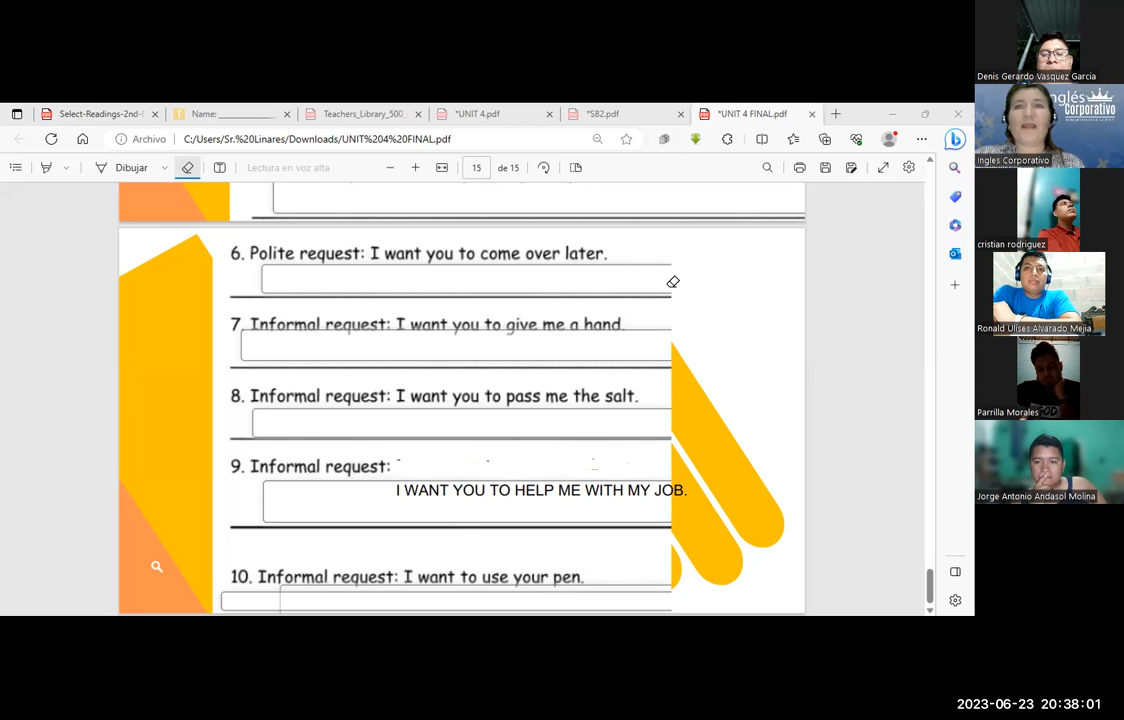 Select-Readings-2nd-E
Name: ____________
Teachers_Library_500_
*UNIT 4.pdf
*SB2.pdf
*UNIT 4 FINAL.pdf
Archivo
C:/Users/Sr.%20Linares/Downloads/UNIT%204%20FINAL.pdf
Dibujar
Lectura en voz alta
15
de 15
6. Polite request: I want you to come over later.
7. Informal request: I want you to give me a hand.
8. Informal request: I want you to pass me the salt.
9. Informal request:
I WANT YOU TO HELP ME WITH MY JOB.
10. Informal request: I want to use your pen.
Denis Gerardo Vasquez Garcia
Inglés
Corporativo
Ingles Corporativo
cristian rodriguez
Ronald Ulises Alvarado Mejia
Parrilla Morales
Jorge Antonio Andasol Molina
2023-06-23 20:38:01